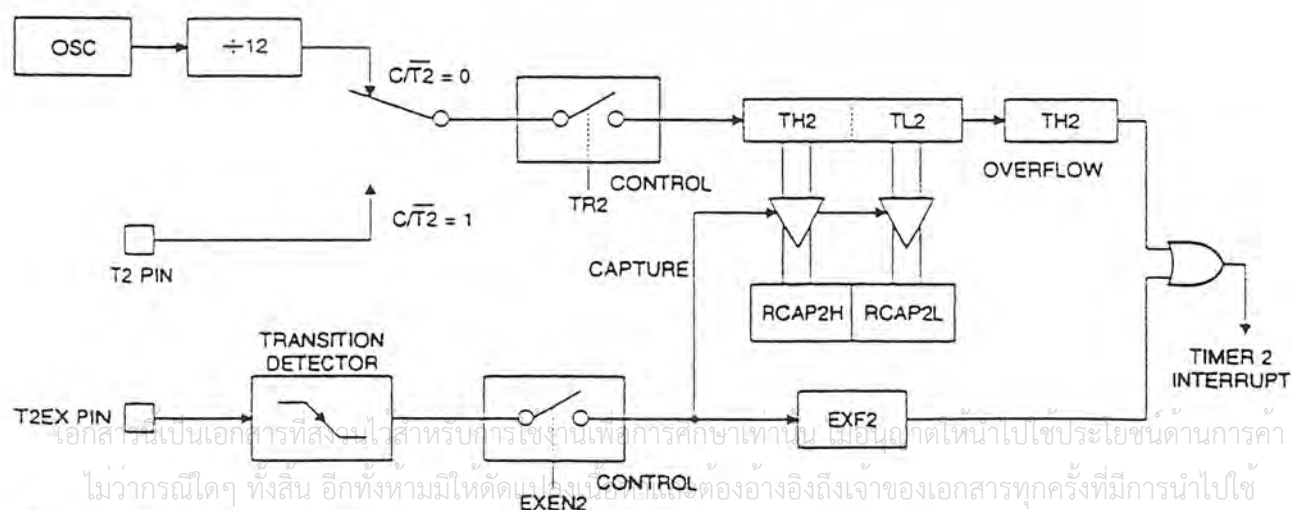 OSC
÷12
C/T2̅ = 0
TH2
TL2
TH2
OVERFLOW
CONTROL
TR2
C/T2̅ = 1
T2 PIN
CAPTURE
RCAP2H
RCAP2L
TRANSITION
DETECTOR
TIMER 2
INTERRUPT
T2EX PIN
EXF2
เอกสารนี้เป็นเอกสารที่สงวนไว้สำหรับการใช้งานเพื่อการศึกษาเท่านั้น ไม่อนุญาตให้นำไปใช้ประโยชน์ด้านการค้า
CONTROL
ไม่ว่ากรณีใดๆ ทั้งสิ้น อีกทั้งห้ามมิให้ดัดแปลงเนื้อหาและต้องอ้างอิงถึงเจ้าของเอกสารทุกครั้งที่มีการนำไปใช้
EXEN2